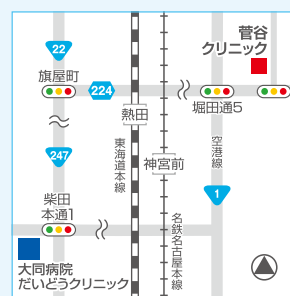 22
菅谷
クリニック
旗屋町
224
熱田
堀田通5
東海道本線
神宮前
空港線
247
柴田
本通1
1
名鉄名古屋本線
大同病院
だいどうクリニック